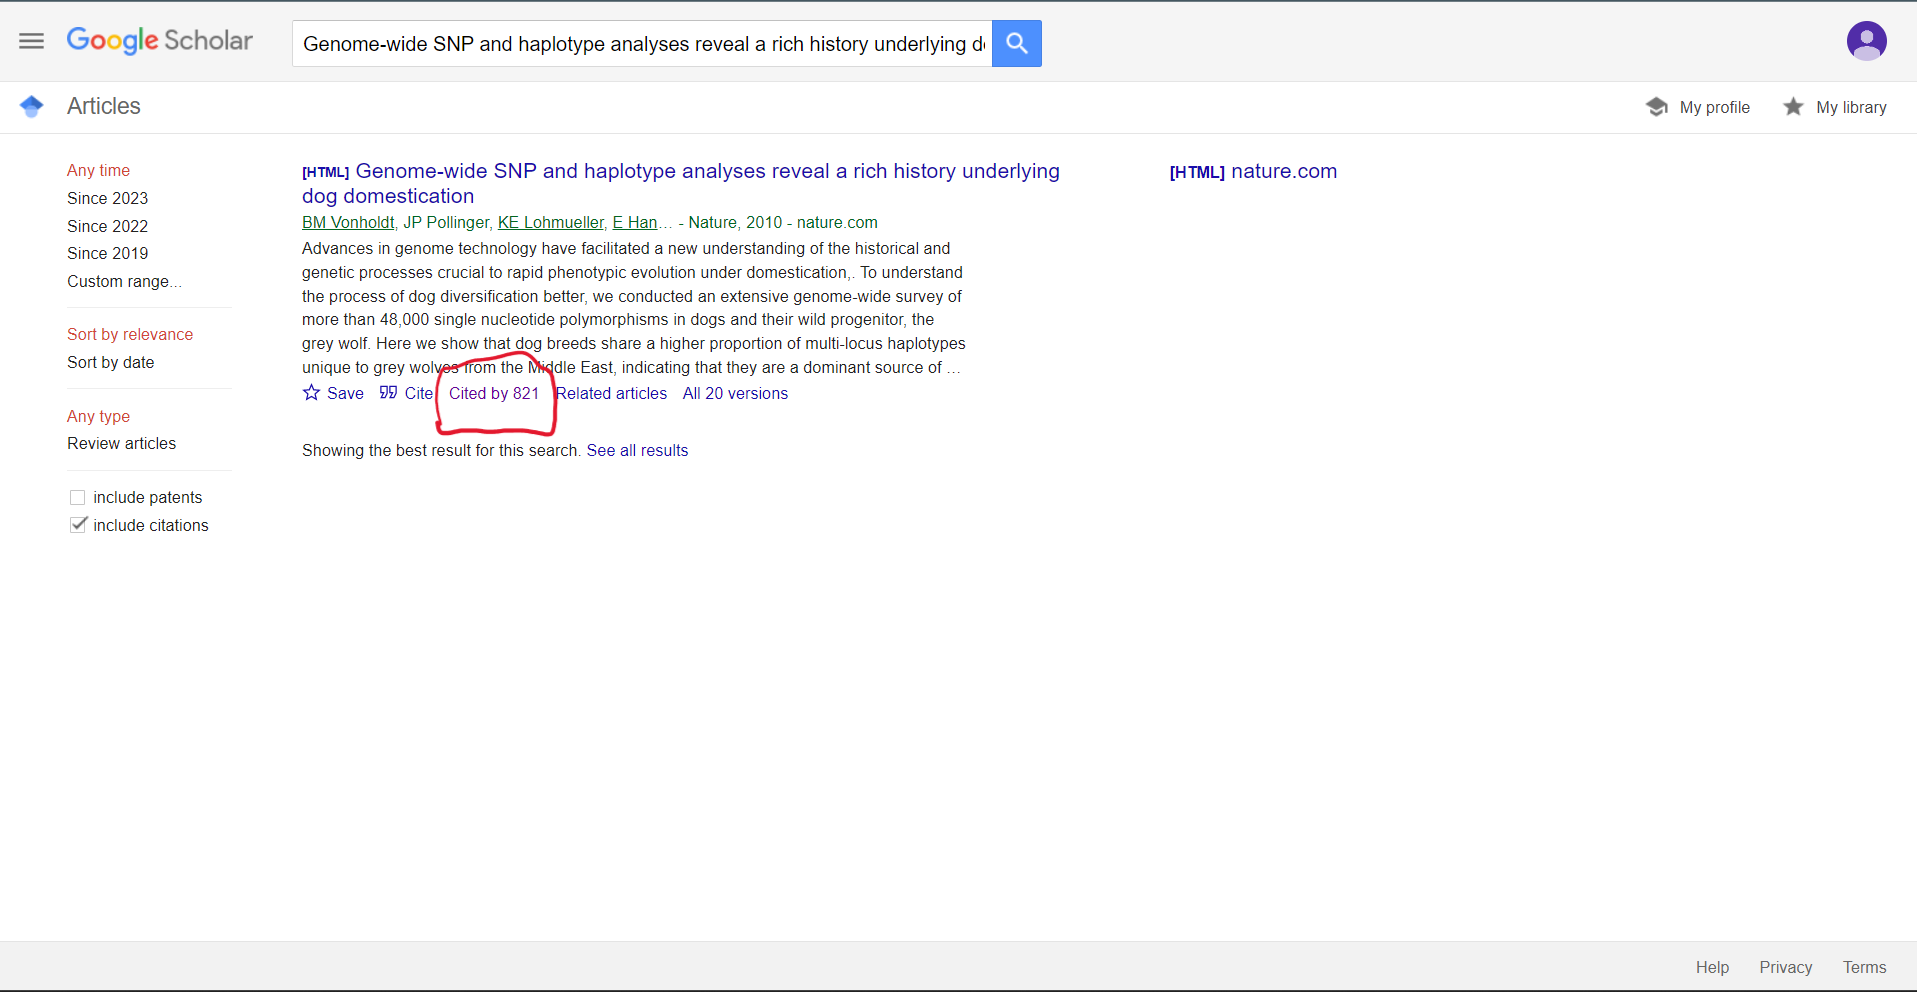 Google Scholar
Genome-wide SNP and haplotype analyses reveal a rich history underlying d
Articles
My profile
My library
Any time
Since 2023
Since 2022
Since 2019
Custom range...
Sort by relevance
Sort by date
Any type
Review articles
include patents
include citations
[HTML] Genome-wide SNP and haplotype analyses reveal a rich history underlying
dog domestication
BM Vonholdt, JP Pollinger, KE Lohmueller, E Han… - Nature, 2010 - nature.com
Advances in genome technology have facilitated a new understanding of the historical and
genetic processes crucial to rapid phenotypic evolution under domestication,. To understand
the process of dog diversification better, we conducted an extensive genome-wide survey of
more than 48,000 single nucleotide polymorphisms in dogs and their wild progenitor, the
grey wolf. Here we show that dog breeds share a higher proportion of multi-locus haplotypes
unique to grey wolves from the Middle East, indicating that they are a dominant source of …
Save Cite Cited by 821 Related articles All 20 versions
Showing the best result for this search. See all results
[HTML] nature.com
Help Privacy Terms